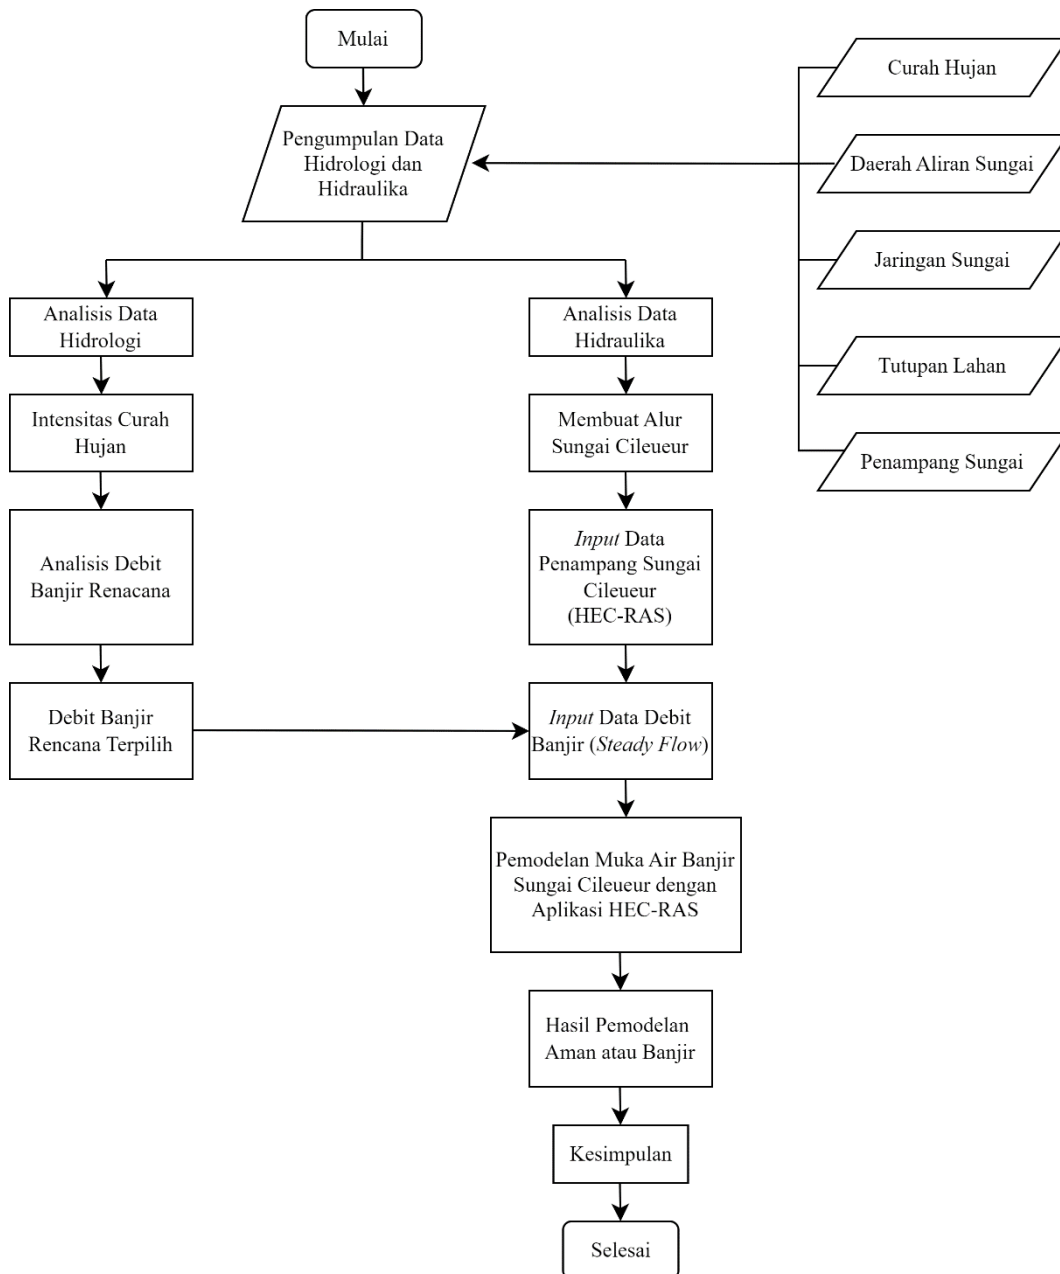 Mulai
Pengumpulan Data
Hidrologi dan
Hidraulika
Curah Hujan
Daerah Aliran Sungai
Jaringan Sungai
Tutupan Lahan
Penampang Sungai
Analisis Data
Hidrologi
Intensitas Curah
Hujan
Analisis Debit
Banjir Renacana
Debit Banjir
Rencana Terpilih
Analisis Data
Hidraulika
Membuat Alur
Sungai Cileueur
Input Data
Penampang Sungai
Cileueur
(HEC-RAS)
Input Data Debit
Banjir (Steady Flow)
Pemodelan Muka Air Banjir
Sungai Cileueur dengan
Aplikasi HEC-RAS
Hasil Pemodelan
Aman atau Banjir
Kesimpulan
Selesai